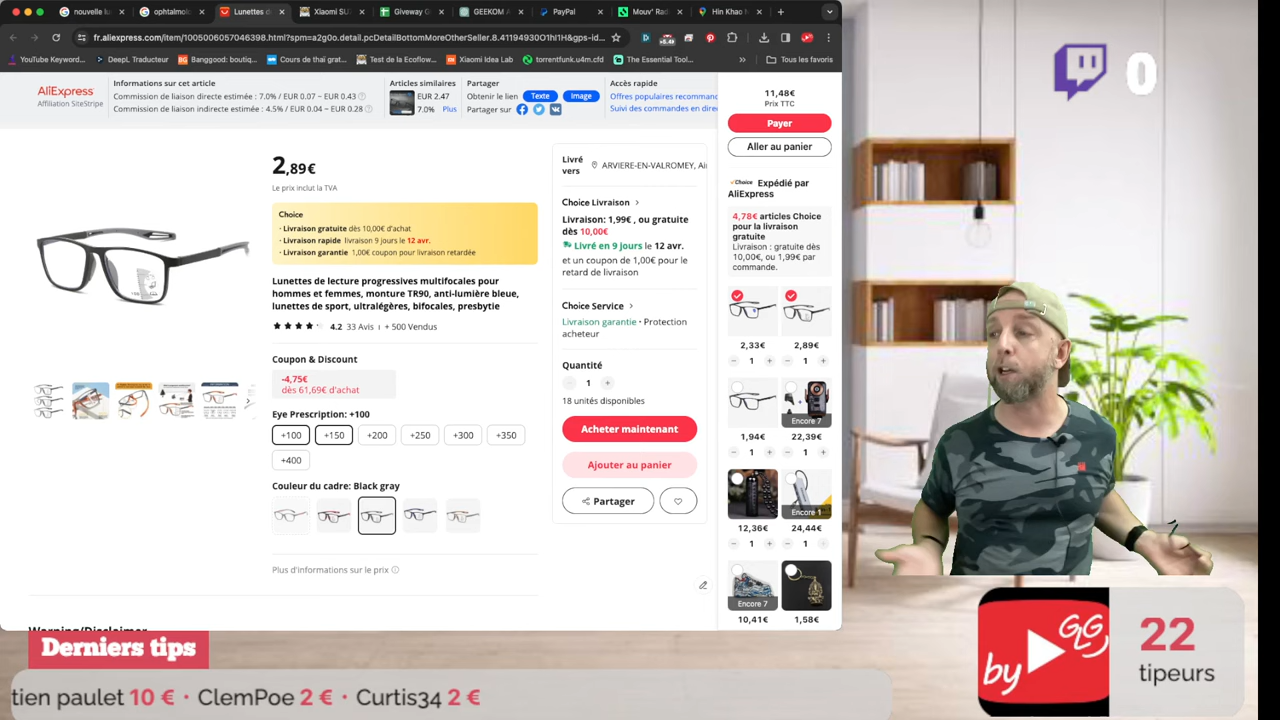 nouvelle lu
ophtalmolo
Lunettes d
Xiaomi SU
Giveway G
GEEKOM A
PayPal
Mouv' Rad
Hin Khao N
fr.aliexpress.com/item/1005006057046398.html?spm=a2g0o.detail.pcDetailBottomMoreOtherSeller.8.41194930O1hI1H&gps-id...
YouTube Keyword...
DeepL Traducteur
Banggood: boutiq...
Cours de thaï grat...
Test de la Ecoflow...
Xiaomi Idea Lab
torrentfunk.u4m.cfd
The Essential Tool...
»
Tous les favoris
AliExpress
Affiliation SiteStripe
Informations sur cet article
Commission de liaison directe estimée : 7.0% / EUR 0.07 ~ EUR 0.43
Commission de liaison indirecte estimée : 4.5% / EUR 0.04 ~ EUR 0.28
Articles similaires
EUR 2.47
7.0% Plus
Partager
Obtenir le lien Texte Image
Partager sur
Accès rapide
Offres populaires recommand
Suivi des commandes en dire
2,89€
Le prix inclut la TVA
Choice
· Livraison gratuite dès 10,00€ d'achat
· Livraison rapide livraison 9 jours le 12 avr.
· Livraison garantie 1,00€ coupon pour livraison retardée
Lunettes de lecture progressives multifocales pour
hommes et femmes, monture TR90, anti-lumière bleue,
lunettes de sport, ultralégères, bifocales, presbytie
4.2 33 Avis + 500 Vendus
Coupon & Discount
-4,75€
dès 61,69€ d'achat
Eye Prescription: +100
+100 +150 +200 +250 +300 +350
+400
Couleur du cadre: Black gray
Plus d'informations sur le prix
Warning/Disclaimer
Livré
vers
ARVIERE-EN-VALROMEY, Ai
Choice Livraison >
Livraison: 1,99€ , ou gratuite
dès 10,00€
Livré en 9 jours le 12 avr.
et un coupon de 1,00€ pour le
retard de livraison
Choice Service >
Livraison garantie • Protection
acheteur
Quantité
- 1 +
18 unités disponibles
Acheter maintenant
Ajouter au panier
Partager
11,48€
Prix TTC
Payer
Aller au panier
Choice Expédié par
AliExpress
4,78€ articles Choice
pour la livraison
gratuite
Livraison : gratuite dès
10,00€, ou 1,99€ par
commande.
2,33€ 2,89€
- 1 + - 1 +
Encore 7
1,94€ 22,39€
- 1 + - 1 +
Encore 1
12,36€ 24,44€
- 1 + - 1 +
Encore 7
10,41€ 1,58€
0
Derniers tips
tien paulet 10 € · ClemPoe 2 € · Curtis34 2 €
by GLG
22
tipeurs